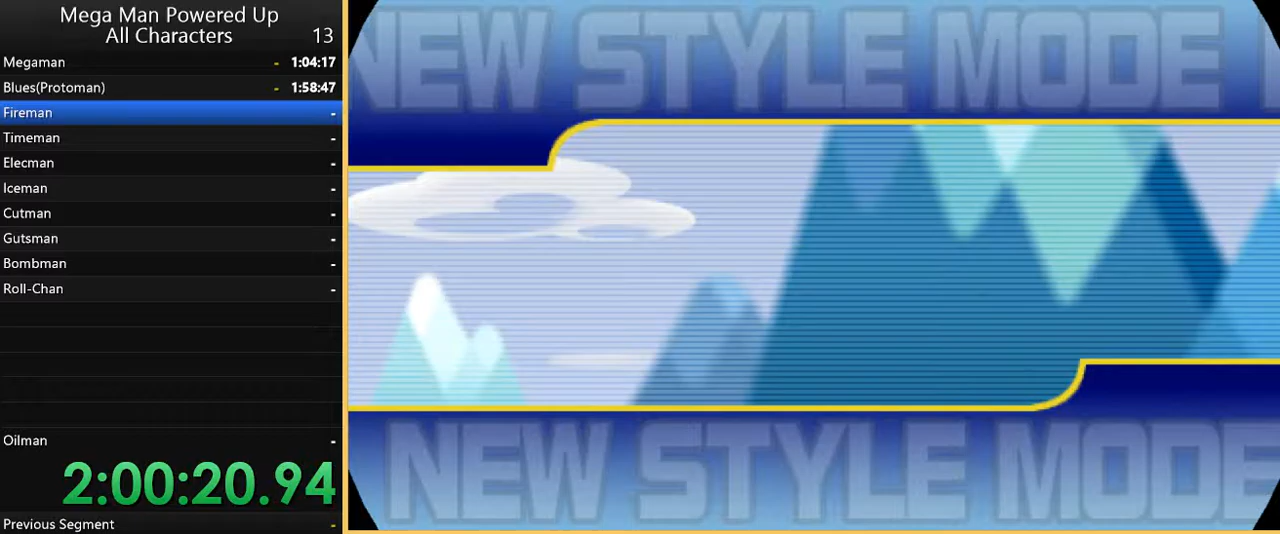 Mega Man Powered Up
All Characters 13
Megaman - 1:04:17
Blues(Protoman) - 1:58:47
Fireman -
Timeman -
Elecman -
Iceman -
Cutman -
Gutsman -
Bombman -
Roll-Chan -
Oilman -
2:00:20.94
Previous Segment -
NEW STYLE MODE
NEW STYLE MODE